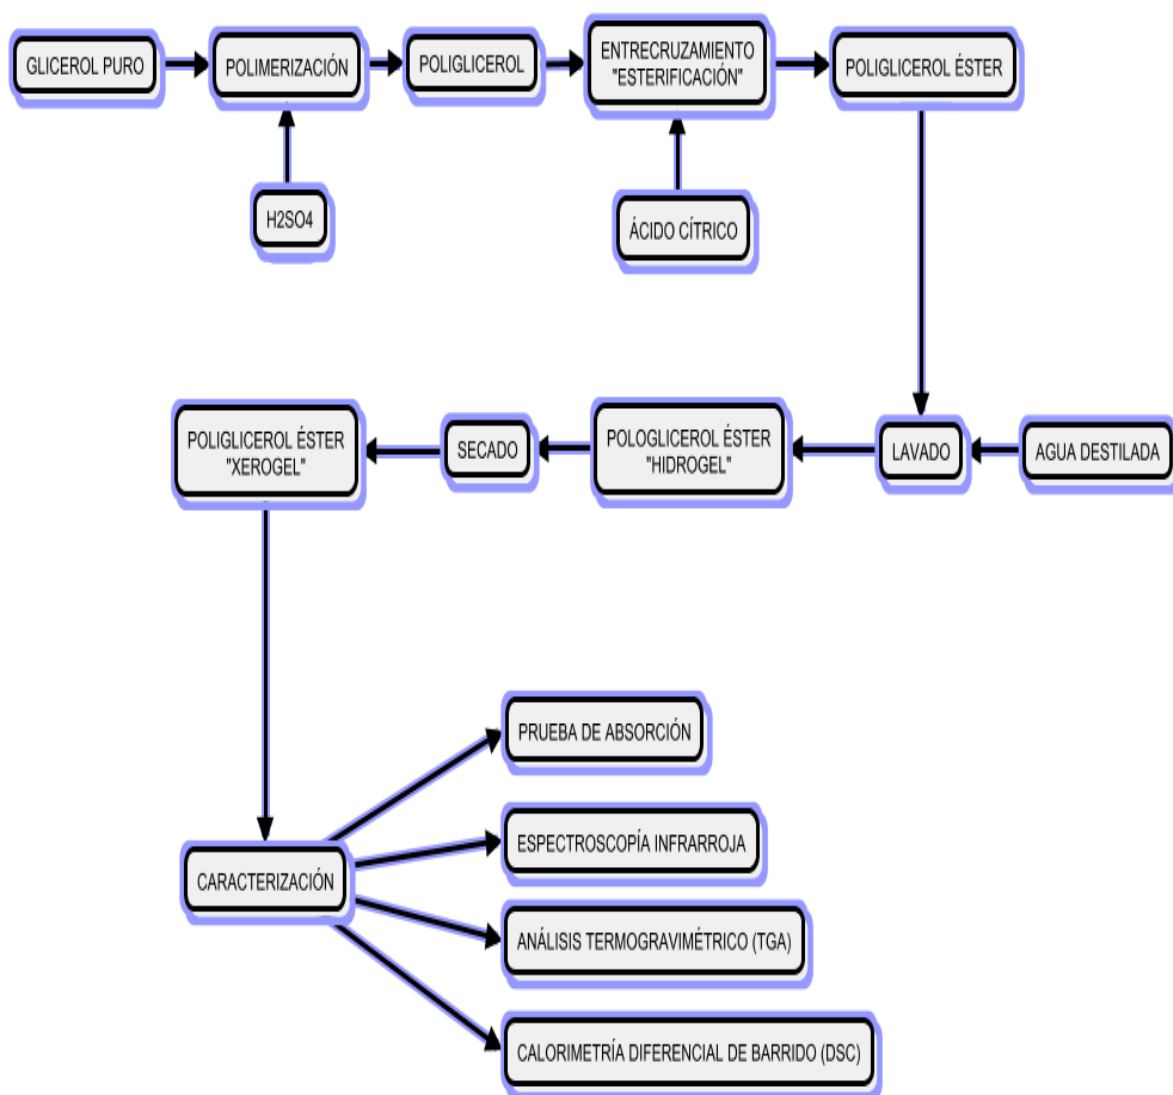 GLICEROL PURO
POLIMERIZACIÓN
POLIGLICEROL
ENTRECRUZAMIENTO
"ESTERIFICACIÓN"
POLIGLICEROL ÉSTER
H2SO4
ÁCIDO CÍTRICO
POLIGLICEROL ÉSTER
"XEROGEL"
SECADO
POLOGLICEROL ÉSTER
"HIDROGEL"
LAVADO
AGUA DESTILADA
PRUEBA DE ABSORCIÓN
ESPECTROSCOPÍA INFRARROJA
CARACTERIZACIÓN
ANÁLISIS TERMOGRAVIMÉTRICO (TGA)
CALORIMETRÍA DIFERENCIAL DE BARRIDO (DSC)